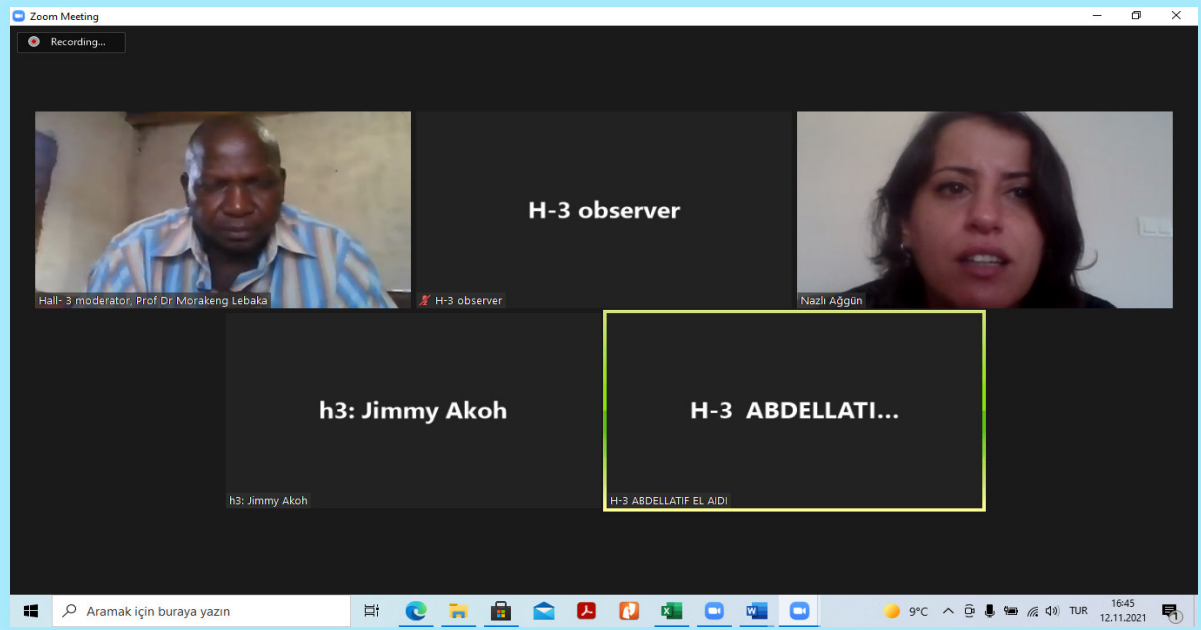 Zoom Meeting
Recording...
Hall- 3 moderator, Prof Dr Morakeng Lebaka
H-3 observer
H-3 observer
Nazlı Ağgün
h3: Jimmy Akoh
h3: Jimmy Akoh
H-3 ABDELLATI...
H-3 ABDELLATIF EL AIDI
Aramak için buraya yazın
9°C
TUR
16:45
12.11.2021
1